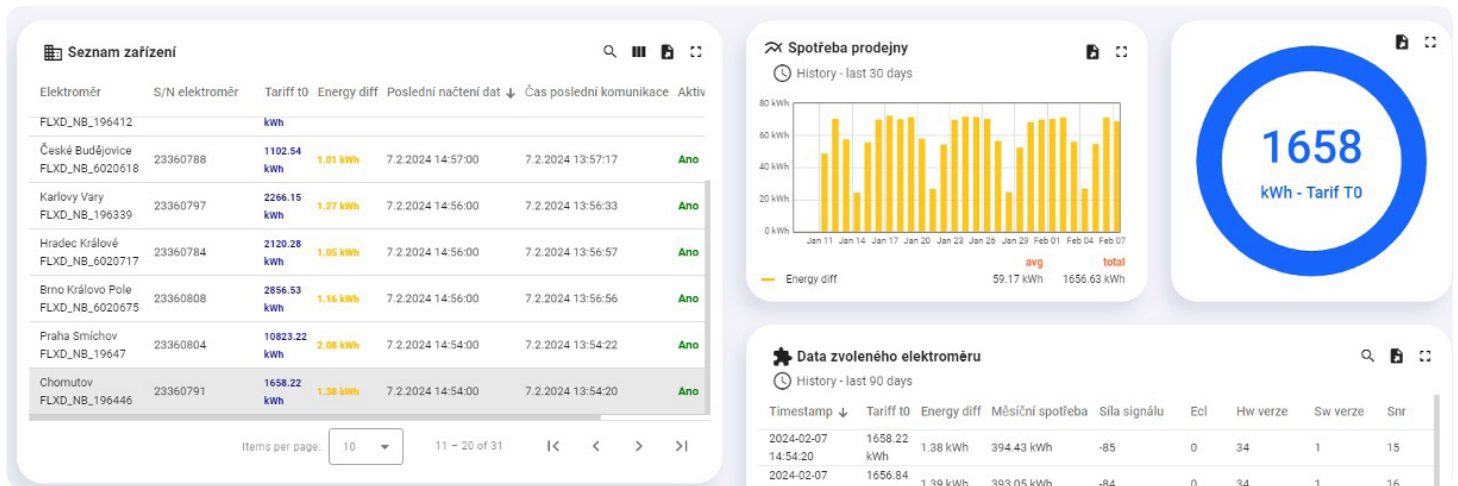 Seznam zařízení
Elektroměr S/N elektroměr Tariff t0 Energy diff Poslední načtení dat Čas poslední komunikace Aktiv
FLXD_NB_196412 kWh
České Budějovice
FLXD_NB_6020618 23360788 1102.54 kWh 1.01 kWh 7.2.2024 14:57:00 7.2.2024 13:57:17 Ano
Karlovy Vary
FLXD_NB_196339 23360797 2266.15 kWh 1.27 kWh 7.2.2024 14:56:00 7.2.2024 13:56:33 Ano
Hradec Králové
FLXD_NB_6020717 23360784 2120.28 kWh 1.05 kWh 7.2.2024 14:56:00 7.2.2024 13:56:57 Ano
Brno Královo Pole
FLXD_NB_6020675 23360808 2856.53 kWh 1.16 kWh 7.2.2024 14:56:00 7.2.2024 13:56:56 Ano
Praha Smíchov
FLXD_NB_19647 23360804 10823.22 kWh 2.08 kWh 7.2.2024 14:54:00 7.2.2024 13:54:22 Ano
Chomutov
FLXD_NB_196446 23360791 1658.22 kWh 1.38 kWh 7.2.2024 14:54:00 7.2.2024 13:54:20 Ano
Items per page: 10 11 – 20 of 31
Spotřeba prodejny
History - last 30 days
80 kWh
60 kWh
40 kWh
20 kWh
0 kWh
Jan 11 Jan 14 Jan 17 Jan 20 Jan 23 Jan 26 Jan 29 Feb 01 Feb 04 Feb 07
avg total
Energy diff 59.17 kWh 1656.63 kWh
1658
kWh - Tarif T0
Data zvoleného elektroměru
History - last 90 days
Timestamp Tariff t0 Energy diff Měsíční spotřeba Síla signálu Ecl Hw verze Sw verze Snr
2024-02-07 14:54:20 1658.22 kWh 1.38 kWh 394.43 kWh -85 0 34 1 15
2024-02-07 1656.84 1.39 kWh 393.05 kWh -84 0 34 1 16